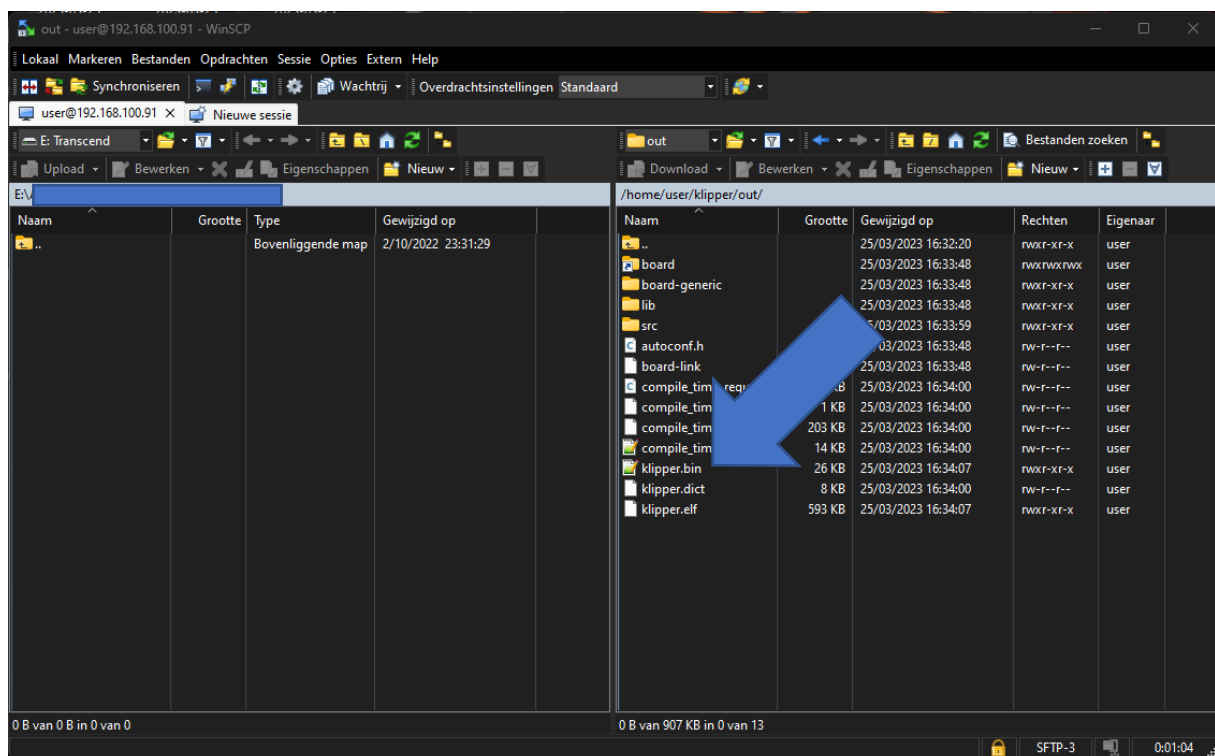 out - user@192.168.100.91 - WinSCP
Lokaal Markeren Bestanden Opdrachten Sessie Opties Extern Help
Synchroniseren Wachtrij Overdrachtsinstellingen Standaard
user@192.168.100.91 Nieuwe sessie
E: Transcend out Bestanden zoeken
Upload Bewerken Eigenschappen Nieuw Download Bewerken Eigenschappen Nieuw
E:\ /home/user/klipper/out/
Naam Grootte Type Gewijzigd op Naam Grootte Gewijzigd op Rechten Eigenaar
.. Bovenliggende map 2/10/2022 23:31:29 .. 25/03/2023 16:32:20 rwxr-xr-x user
board 25/03/2023 16:33:48 rwxrwxrwx user
board-generic 25/03/2023 16:33:48 rwxr-xr-x user
lib 25/03/2023 16:33:48 rwxr-xr-x user
src /03/2023 16:33:59 rwxr-xr-x user
autoconf.h /2023 16:33:48 rw-r--r-- user
board-link 25/03/2023 16:33:48 rw-r--r-- user
compile_tim requ KB 25/03/2023 16:34:00 rw-r--r-- user
compile_tim 1 KB 25/03/2023 16:34:00 rw-r--r-- user
compile_tim 203 KB 25/03/2023 16:34:00 rw-r--r-- user
compile_tim 14 KB 25/03/2023 16:34:00 rw-r--r-- user
klipper.bin 26 KB 25/03/2023 16:34:07 rwxr-xr-x user
klipper.dict 8 KB 25/03/2023 16:34:00 rw-r--r-- user
klipper.elf 593 KB 25/03/2023 16:34:07 rwxr-xr-x user
0 B van 0 B in 0 van 0 0 B van 907 KB in 0 van 13
SFTP-3 0:01:04